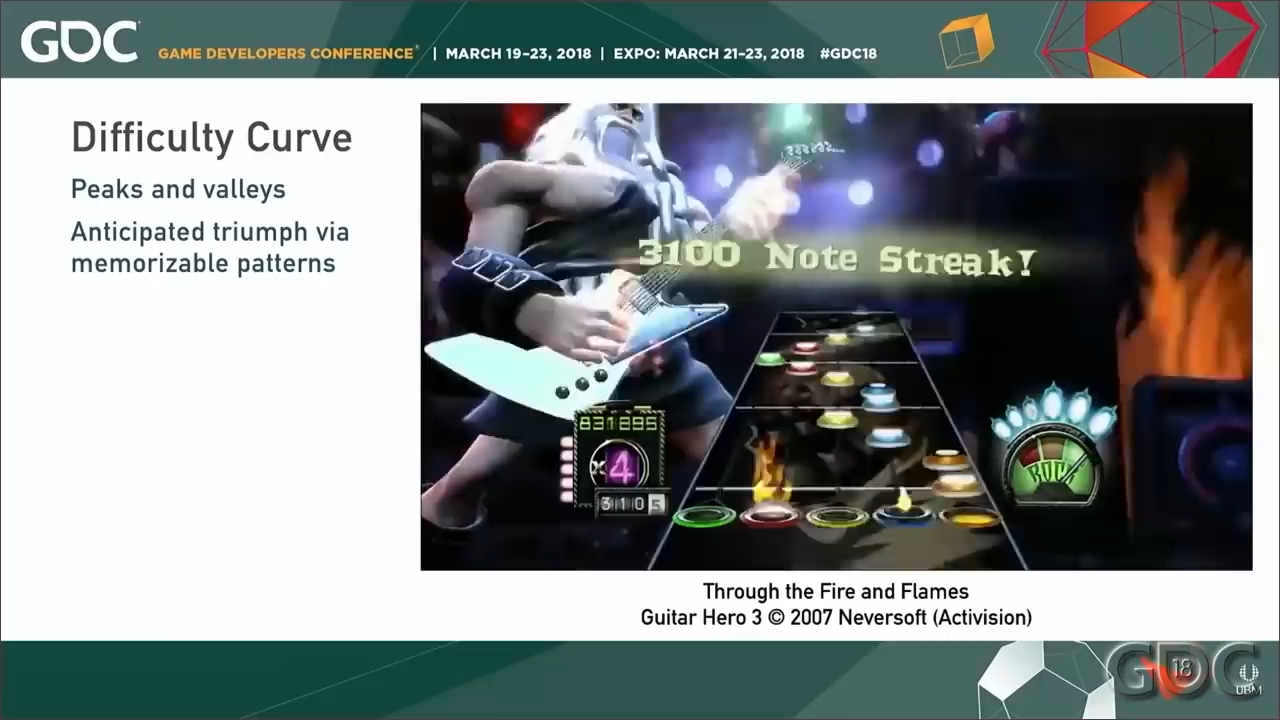 GDC GAME DEVELOPERS CONFERENCE® | MARCH 19–23, 2018 | EXPO: MARCH 21–23, 2018 #GDC18
Difficulty Curve
Peaks and valleys
Anticipated triumph via
memorizable patterns
3100 Note Streak!
831895
x4
3105
ROCK
Through the Fire and Flames
Guitar Hero 3 © 2007 Neversoft (Activision)
GDC 18
UBM